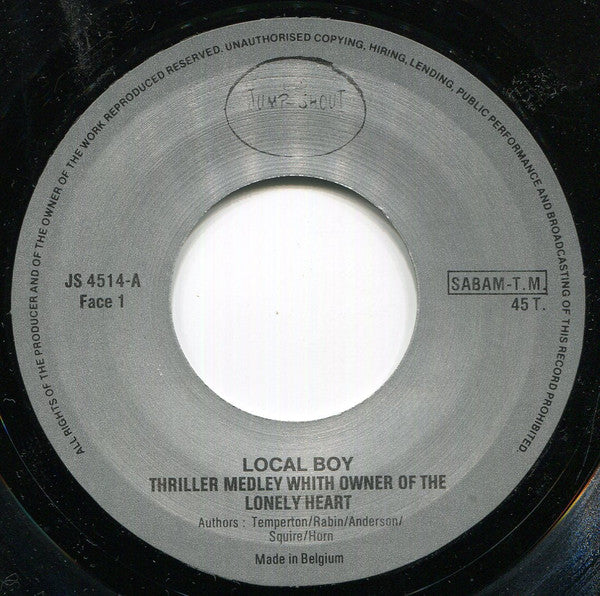 ALL RIGHTS OF THE PRODUCER AND OF THE OWNER OF THE WORK REPRODUCED RESERVED. UNAUTHORISED COPYING, HIRING, LENDING, PUBLIC PERFORMANCE AND BROADCASTING OF THIS RECORD PROHIBITED.
JUMP SHOUT
JS 4514-A
Face 1
SABAM-T.M.
45 T.
LOCAL BOY
THRILLER MEDLEY WHITH OWNER OF THE
LONELY HEART
Authors : Temperton/Rabin/Anderson/
Squire/Horn
Made in Belgium